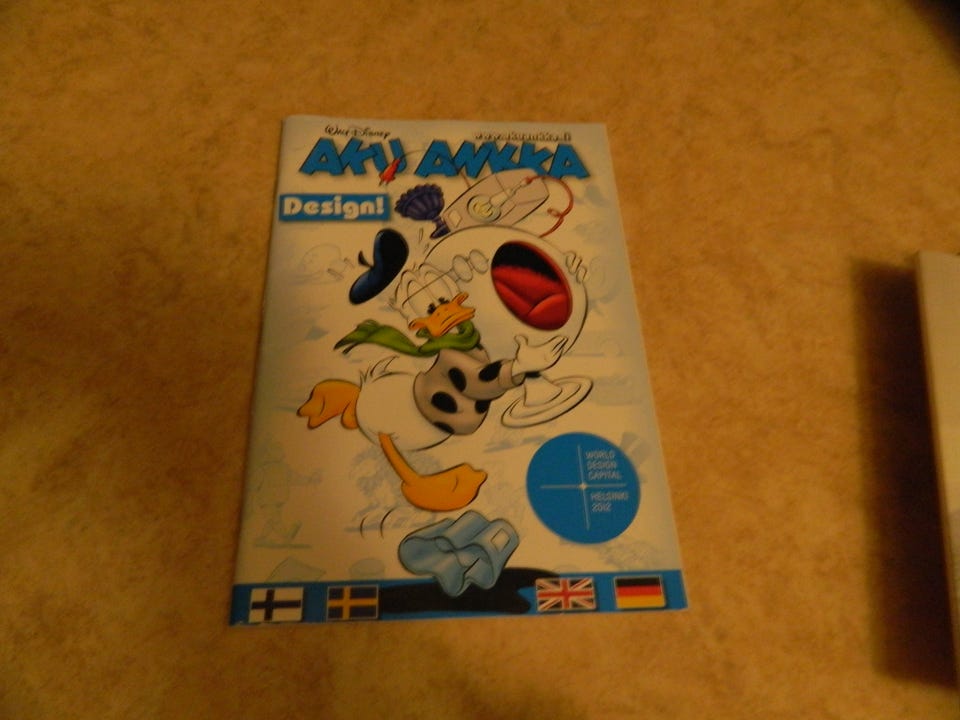 Walt Disney
www.akuankka.fi
AKU ANKKA
Design!
WORLD
DESIGN
CAPITAL
HELSINKI
2012